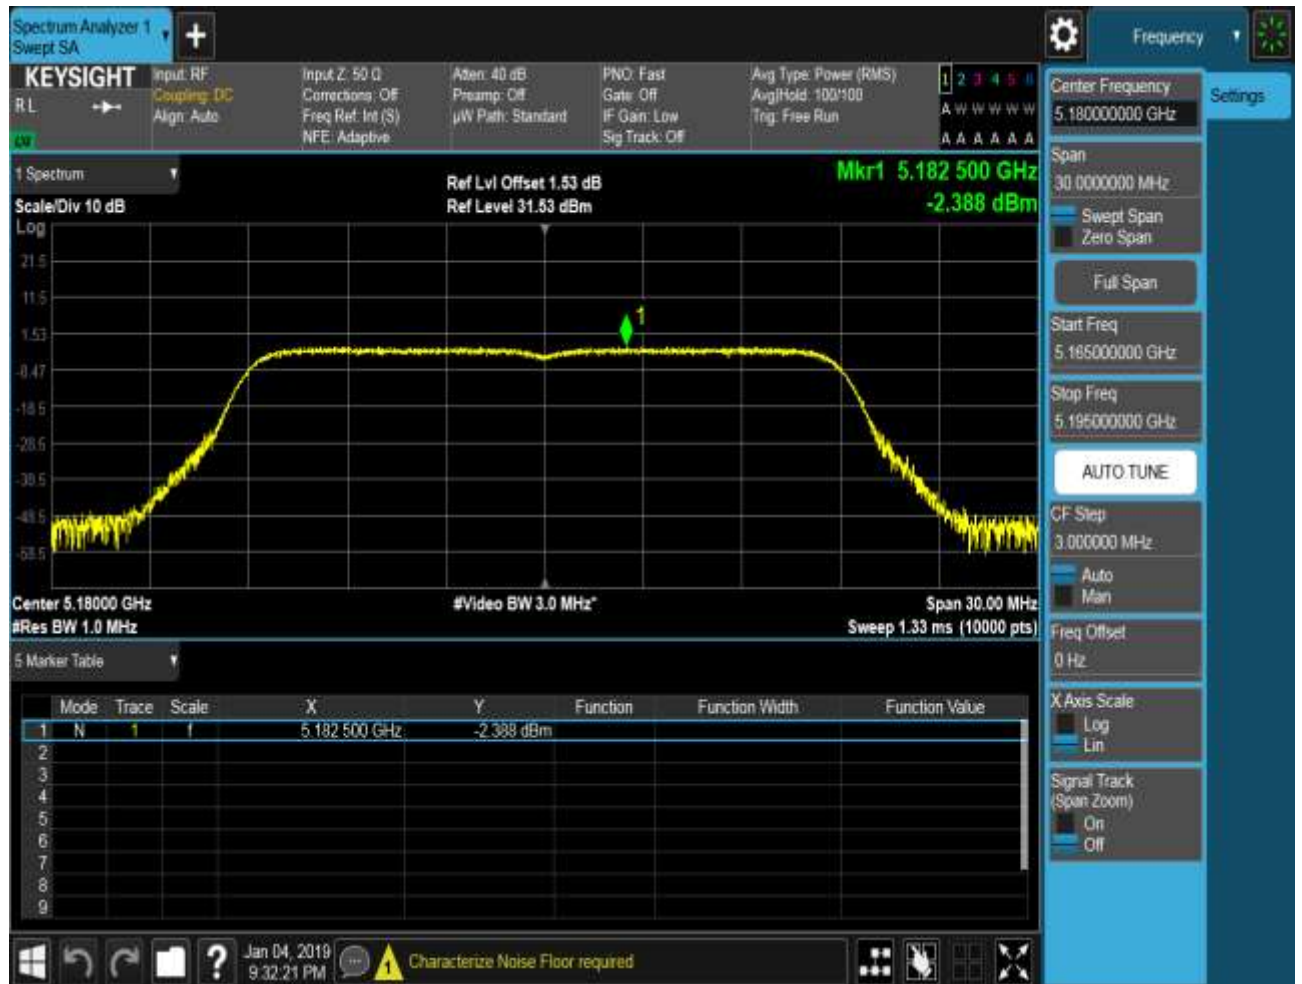 Spectrum Analyzer 1
Swept SA
+
Frequency
KEYSIGHT
RL
Input: RF
Coupling: DC
Align: Auto
Input Z: 50 Ω
Corrections: Off
Freq Ref: Int (S)
NFE: Adaptive
Atten: 40 dB
Preamp: Off
µW Path: Standard
PNO: Fast
Gate: Off
IF Gain: Low
Sig Track: Off
Avg Type: Power (RMS)
Avg|Hold: 100/100
Trig: Free Run
1 2 3 4 5 6
A W W W W W
A A A A A A
1 Spectrum
Scale/Div 10 dB
Log
Ref Lvl Offset 1.53 dB
Ref Level 31.53 dBm
Mkr1 5.182 500 GHz
-2.388 dBm
21.5
11.5
1.53
-8.47
-18.5
-28.5
-38.5
-48.5
-58.5
1
Center 5.18000 GHz
#Res BW 1.0 MHz
#Video BW 3.0 MHz*
Span 30.00 MHz
Sweep 1.33 ms (10000 pts)
5 Marker Table
Mode Trace Scale X Y Function Function Width Function Value
1 N 1 f 5.182 500 GHz -2.388 dBm
2
3
4
5
6
7
8
9
Jan 04, 2019
9:32:21 PM
?
1
Characterize Noise Floor required
Settings
Center Frequency
5.180000000 GHz
Span
30.0000000 MHz
Swept Span
Zero Span
Full Span
Start Freq
5.165000000 GHz
Stop Freq
5.195000000 GHz
AUTO TUNE
CF Step
3.000000 MHz
Auto
Man
Freq Offset
0 Hz
X Axis Scale
Log
Lin
Signal Track
(Span Zoom)
On
Off